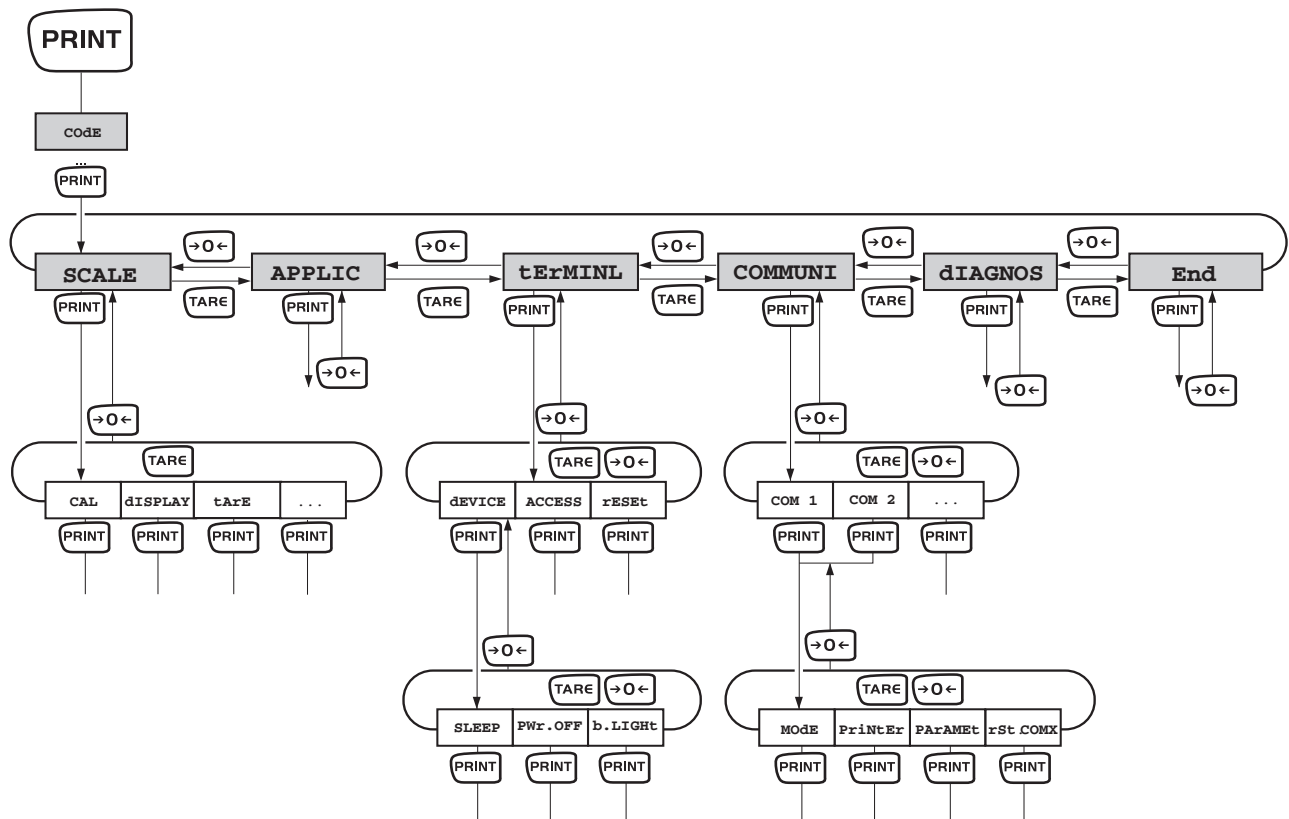 PRINT
COdE
...
PRINT
→0← →0← →0← →0← →0←
SCALE APPLIC tErMINL COMMUNI dIAGNOS End
PRINT TARE PRINT TARE PRINT TARE PRINT TARE PRINT TARE PRINT
→0← →0← →0←
→0← →0← →0←
TARE TARE →0← TARE →0←
CAL dISPLAY tArE ... dEVICE ACCESS rESEt COM 1 COM 2 ...
PRINT PRINT PRINT PRINT PRINT PRINT PRINT PRINT PRINT PRINT
→0← →0←
TARE →0← TARE →0←
SLEEP PWr.OFF b.LIGHt MOdE PriNtEr PArAMEt rSt.COMX
PRINT PRINT PRINT PRINT PRINT PRINT PRINT